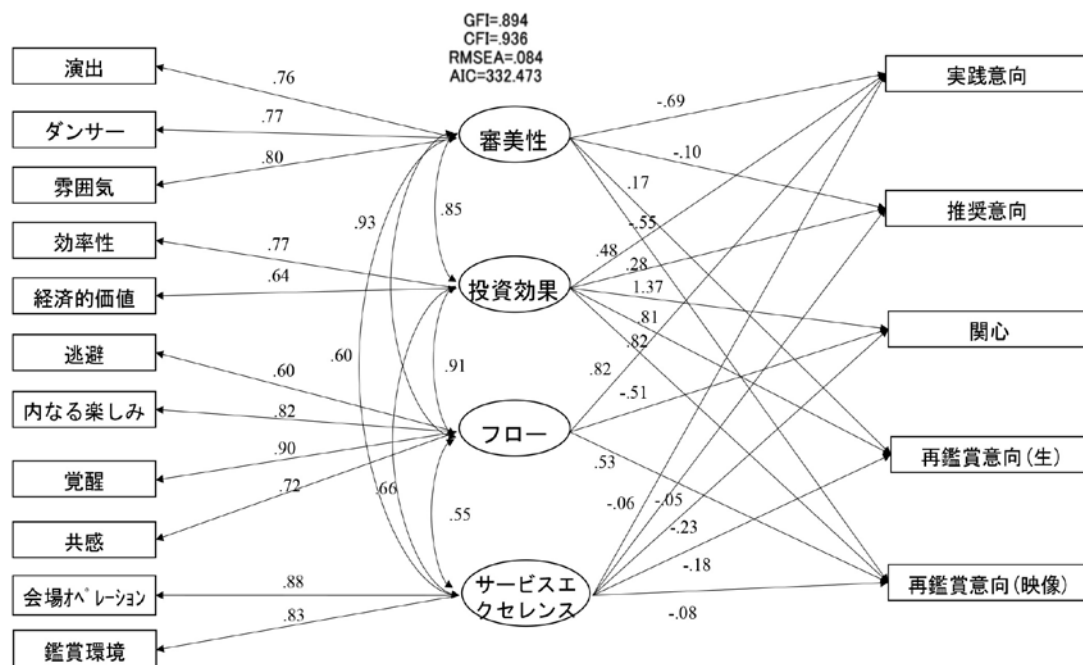 GFI=.894
CFI=.936
RMSEA=.084
AIC=332.473
演出
ダンサー
雰囲気
効率性
経済的価値
逃避
内なる楽しみ
覚醒
共感
会場ｵﾍﾟﾚｰｼｮﾝ
鑑賞環境
.76
.77
.80
.77
.64
.60
.82
.90
.72
.88
.83
審美性
投資効果
フロー
サービスエ
クセレンス
.93
.85
.60
.91
.66
.55
-.69
-.10
.17
-.55
.48
.28
1.37
.81
.82
.82
-.51
.53
-.06
-.05
-.23
-.18
-.08
実践意向
推奨意向
関心
再鑑賞意向(生)
再鑑賞意向(映像)